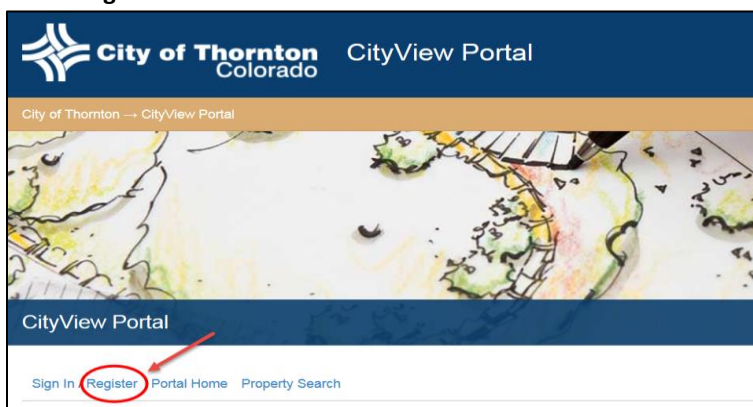 City of Thornton
Colorado
CityView Portal
City of Thornton → CityView Portal
CityView Portal
Sign In / Register Portal Home Property Search